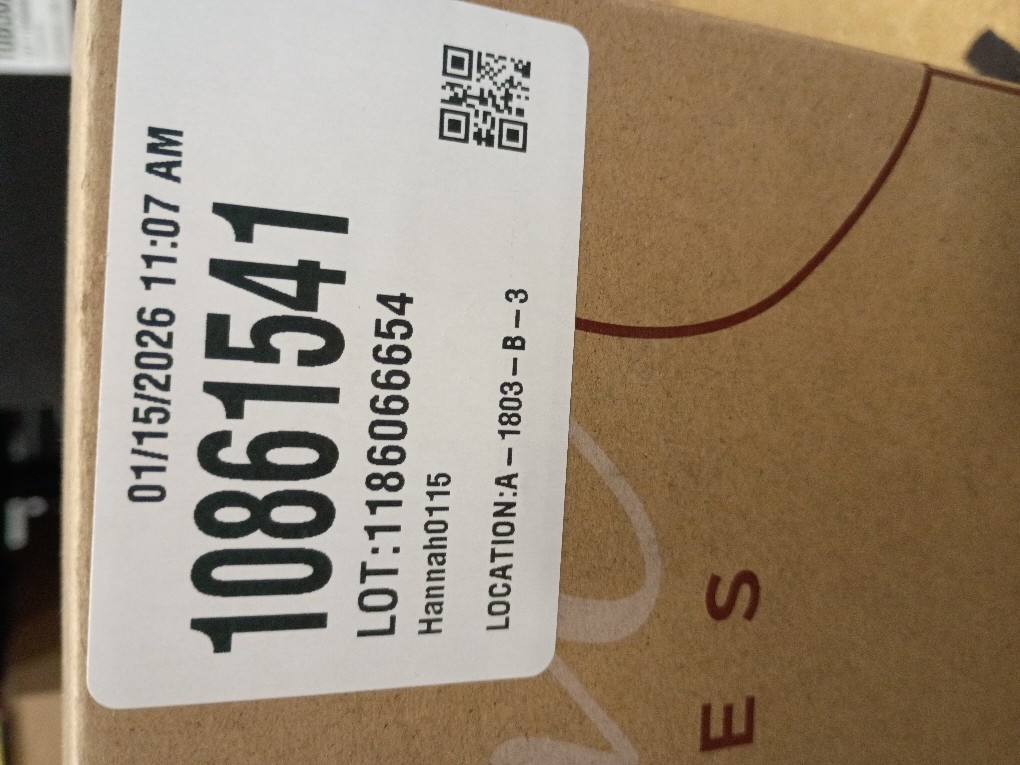 01/15/2026 11:07 AM
10861541
LOT:1186066654
Hannah0115
LOCATION:A – 1803 – B – 3
E S